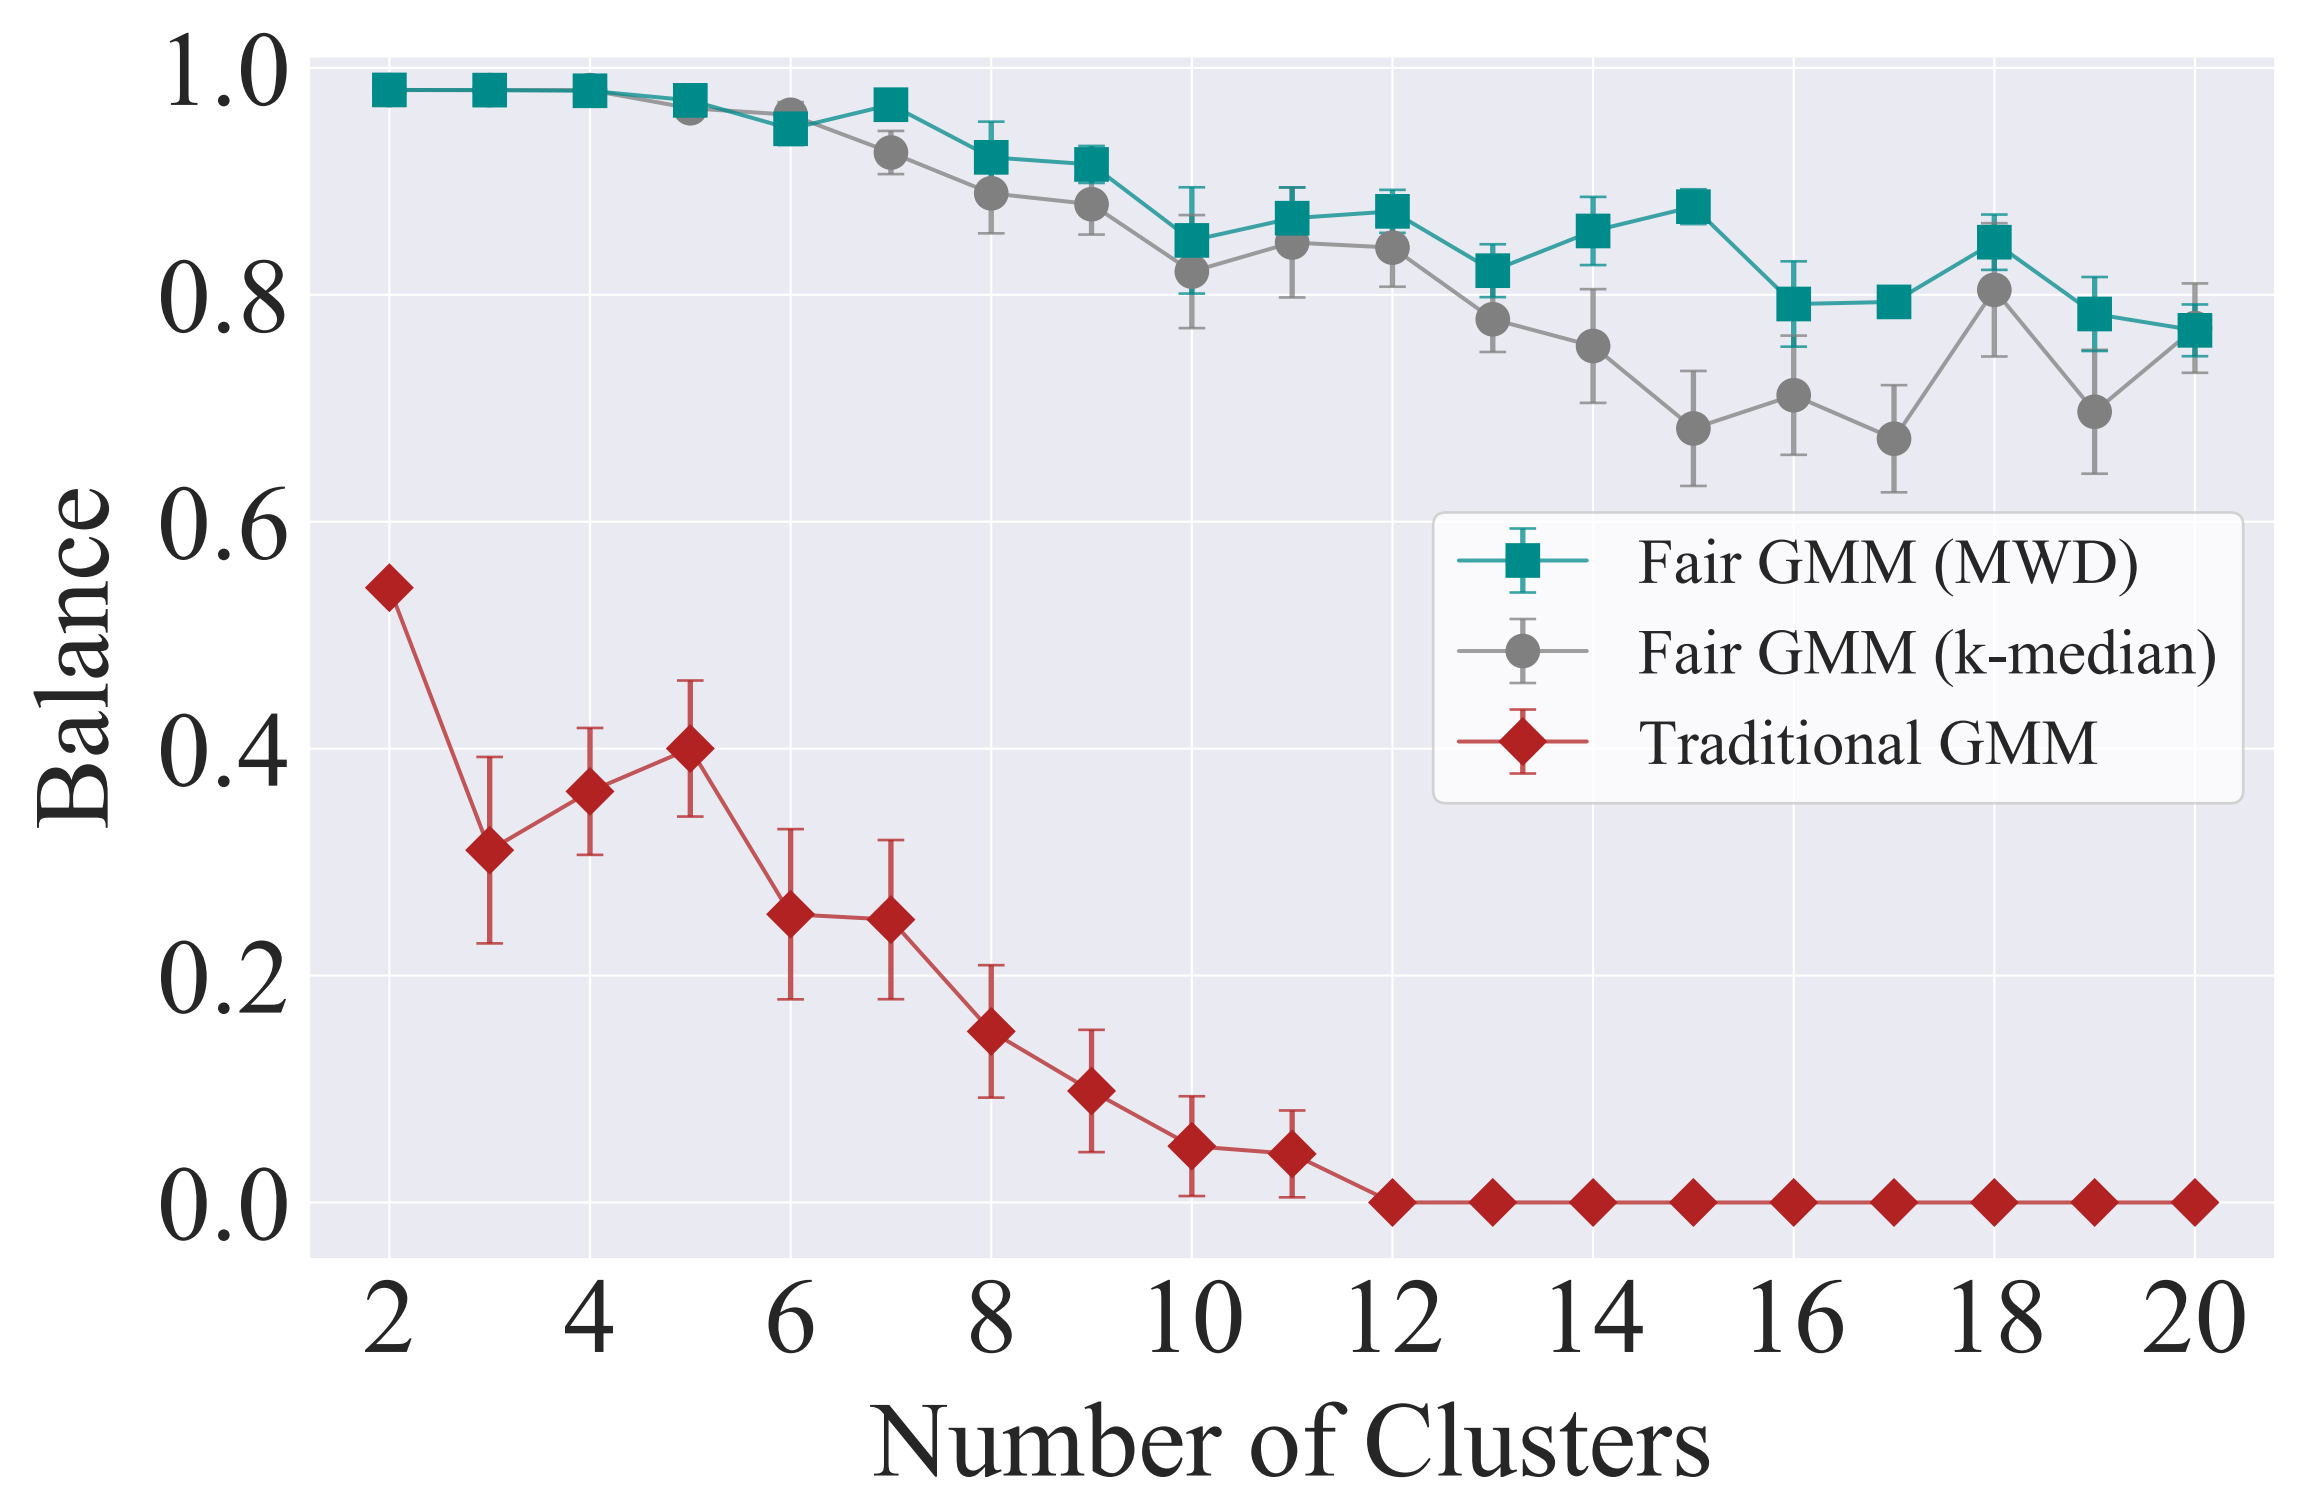 1.0
0.8
0.6
0.4
0.2
0.0
Balance
Fair GMM (MWD)
Fair GMM (k-median)
Traditional GMM
2 4 6 8 10 12 14 16 18 20
Number of Clusters